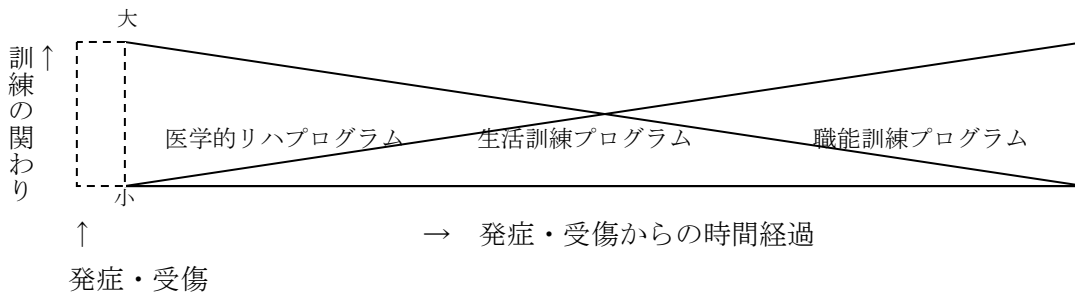 大
訓練の関わり
↑
医学的リハプログラム
生活訓練プログラム
職能訓練プログラム
小
↑
→ 発症・受傷からの時間経過
発症・受傷